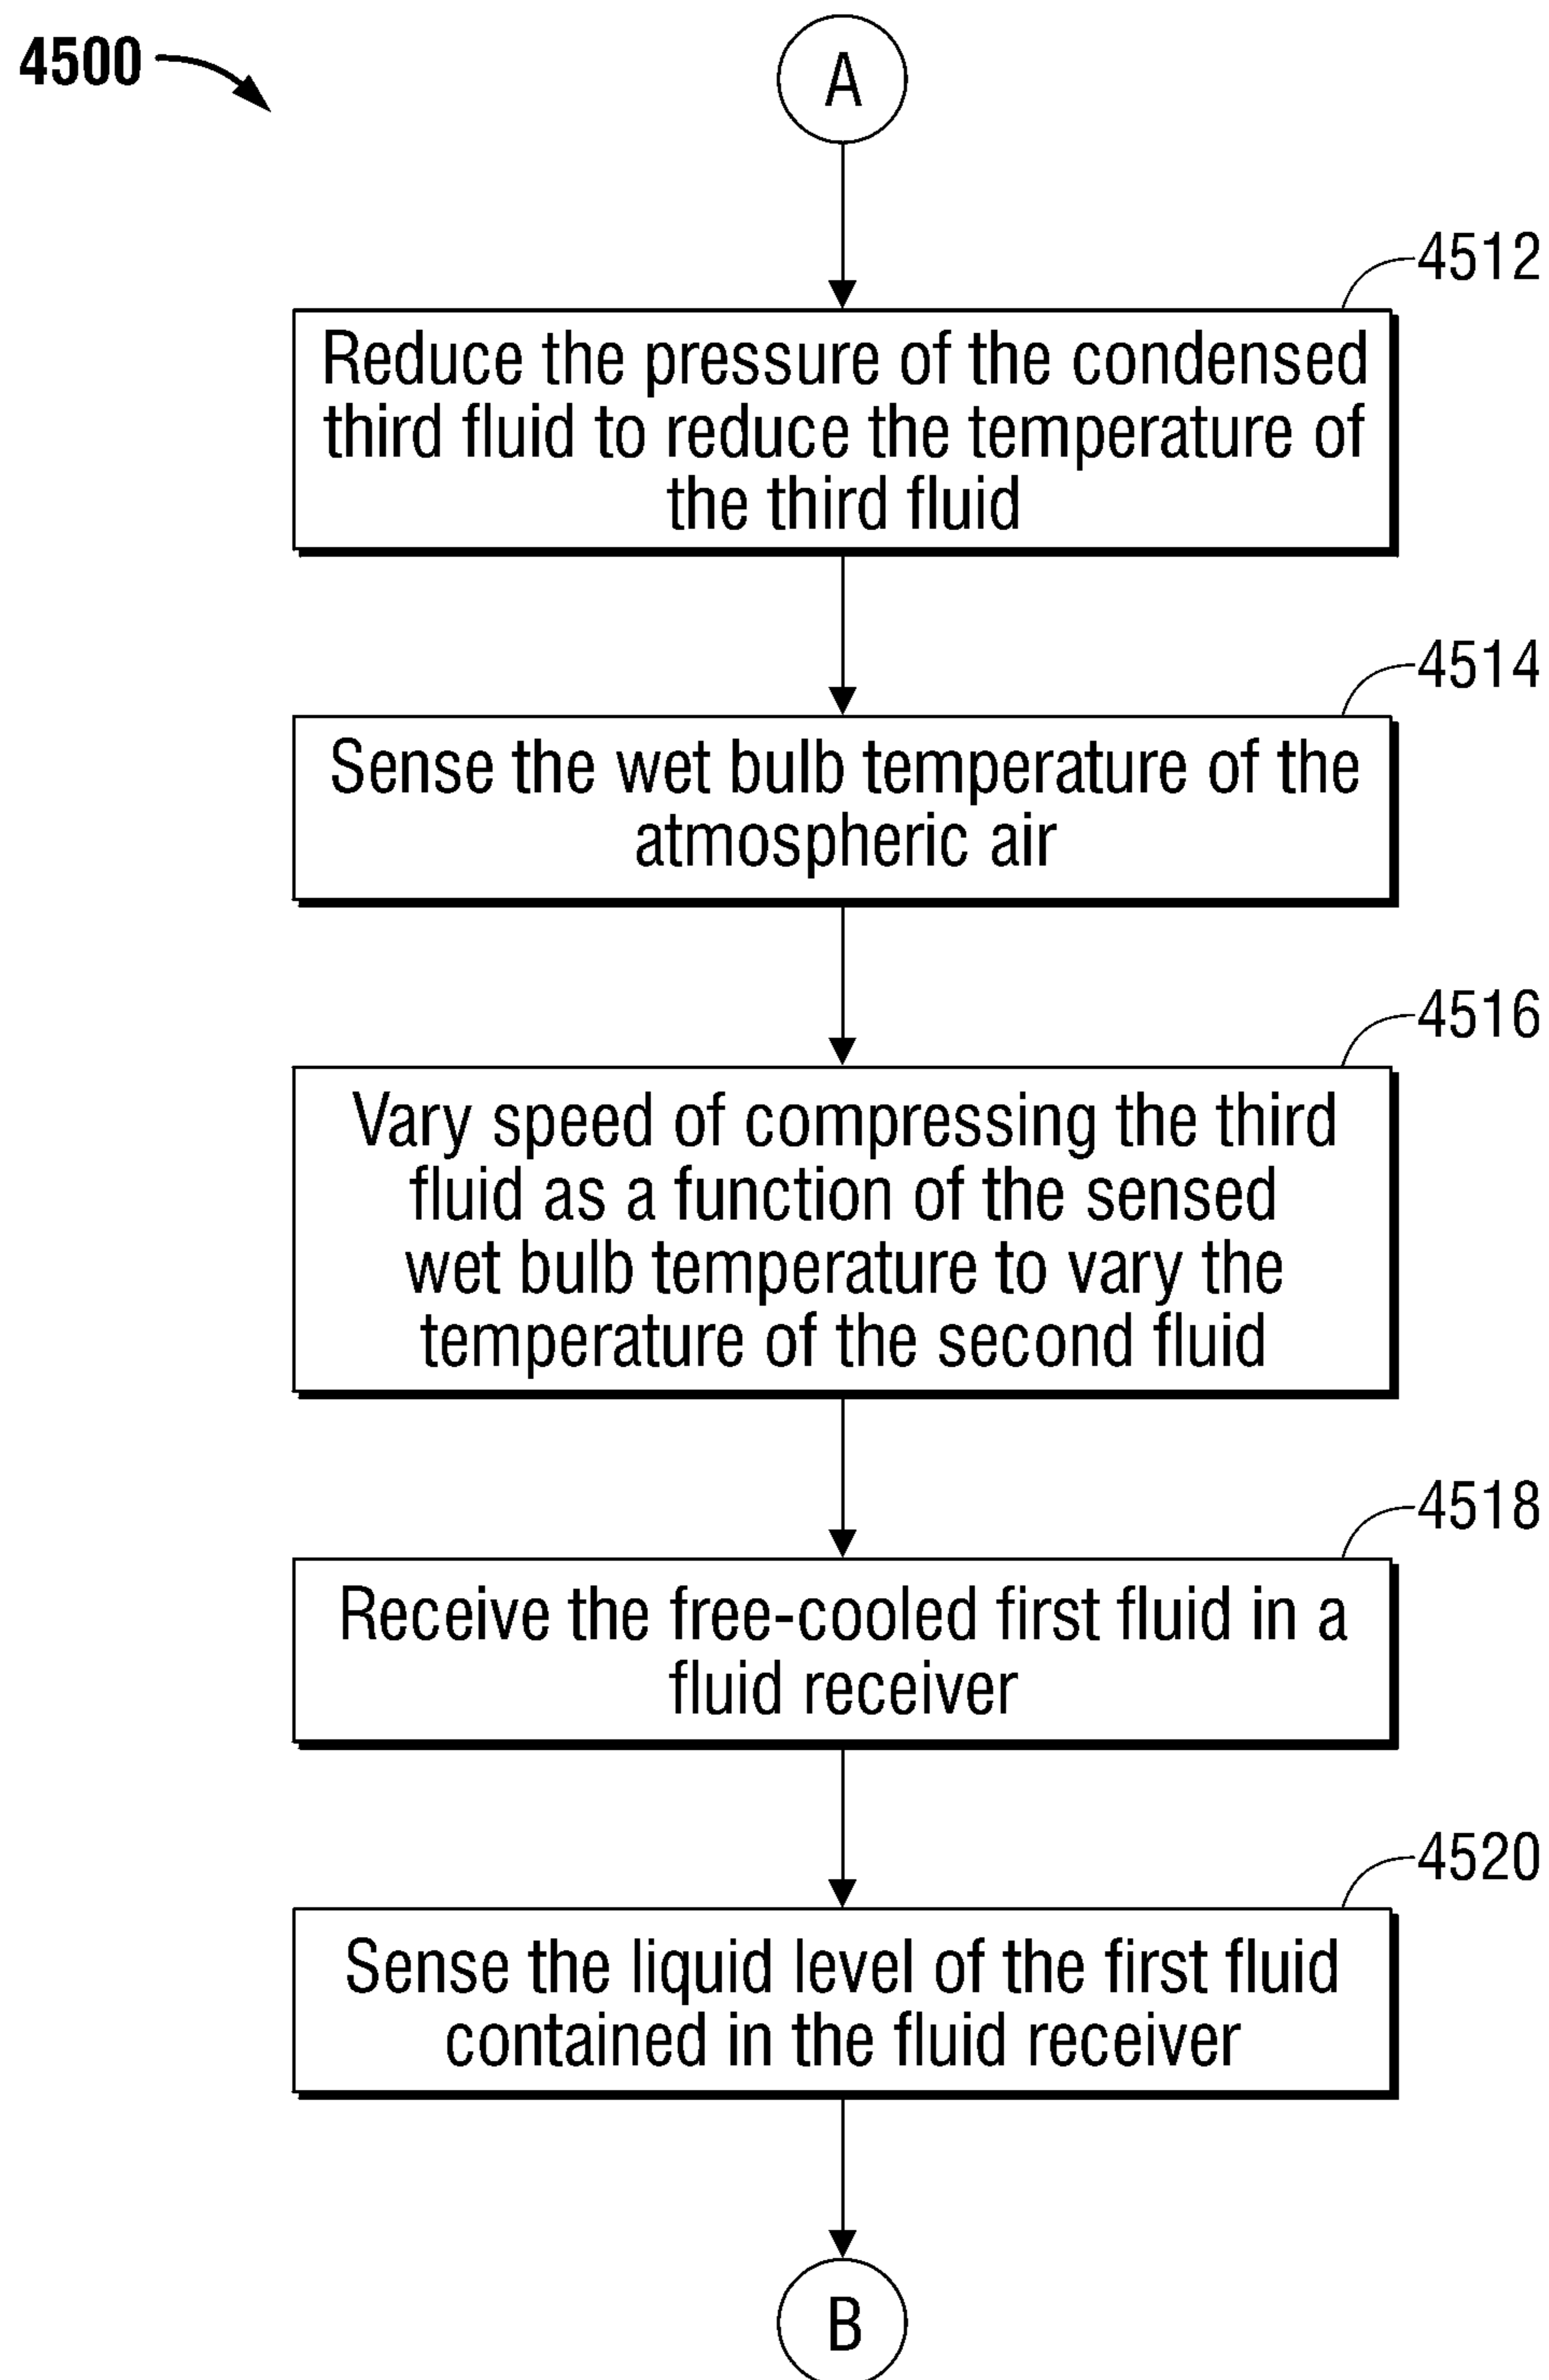 4500
A
4512
Reduce the pressure of the condensed
third fluid to reduce the temperature of
the third fluid
4514
Sense the wet bulb temperature of the
atmospheric air
4516
Vary speed of compressing the third
fluid as a function of the sensed
wet bulb temperature to vary the
temperature of the second fluid
4518
Receive the free-cooled first fluid in a
fluid receiver
4520
Sense the liquid level of the first fluid
contained in the fluid receiver
B